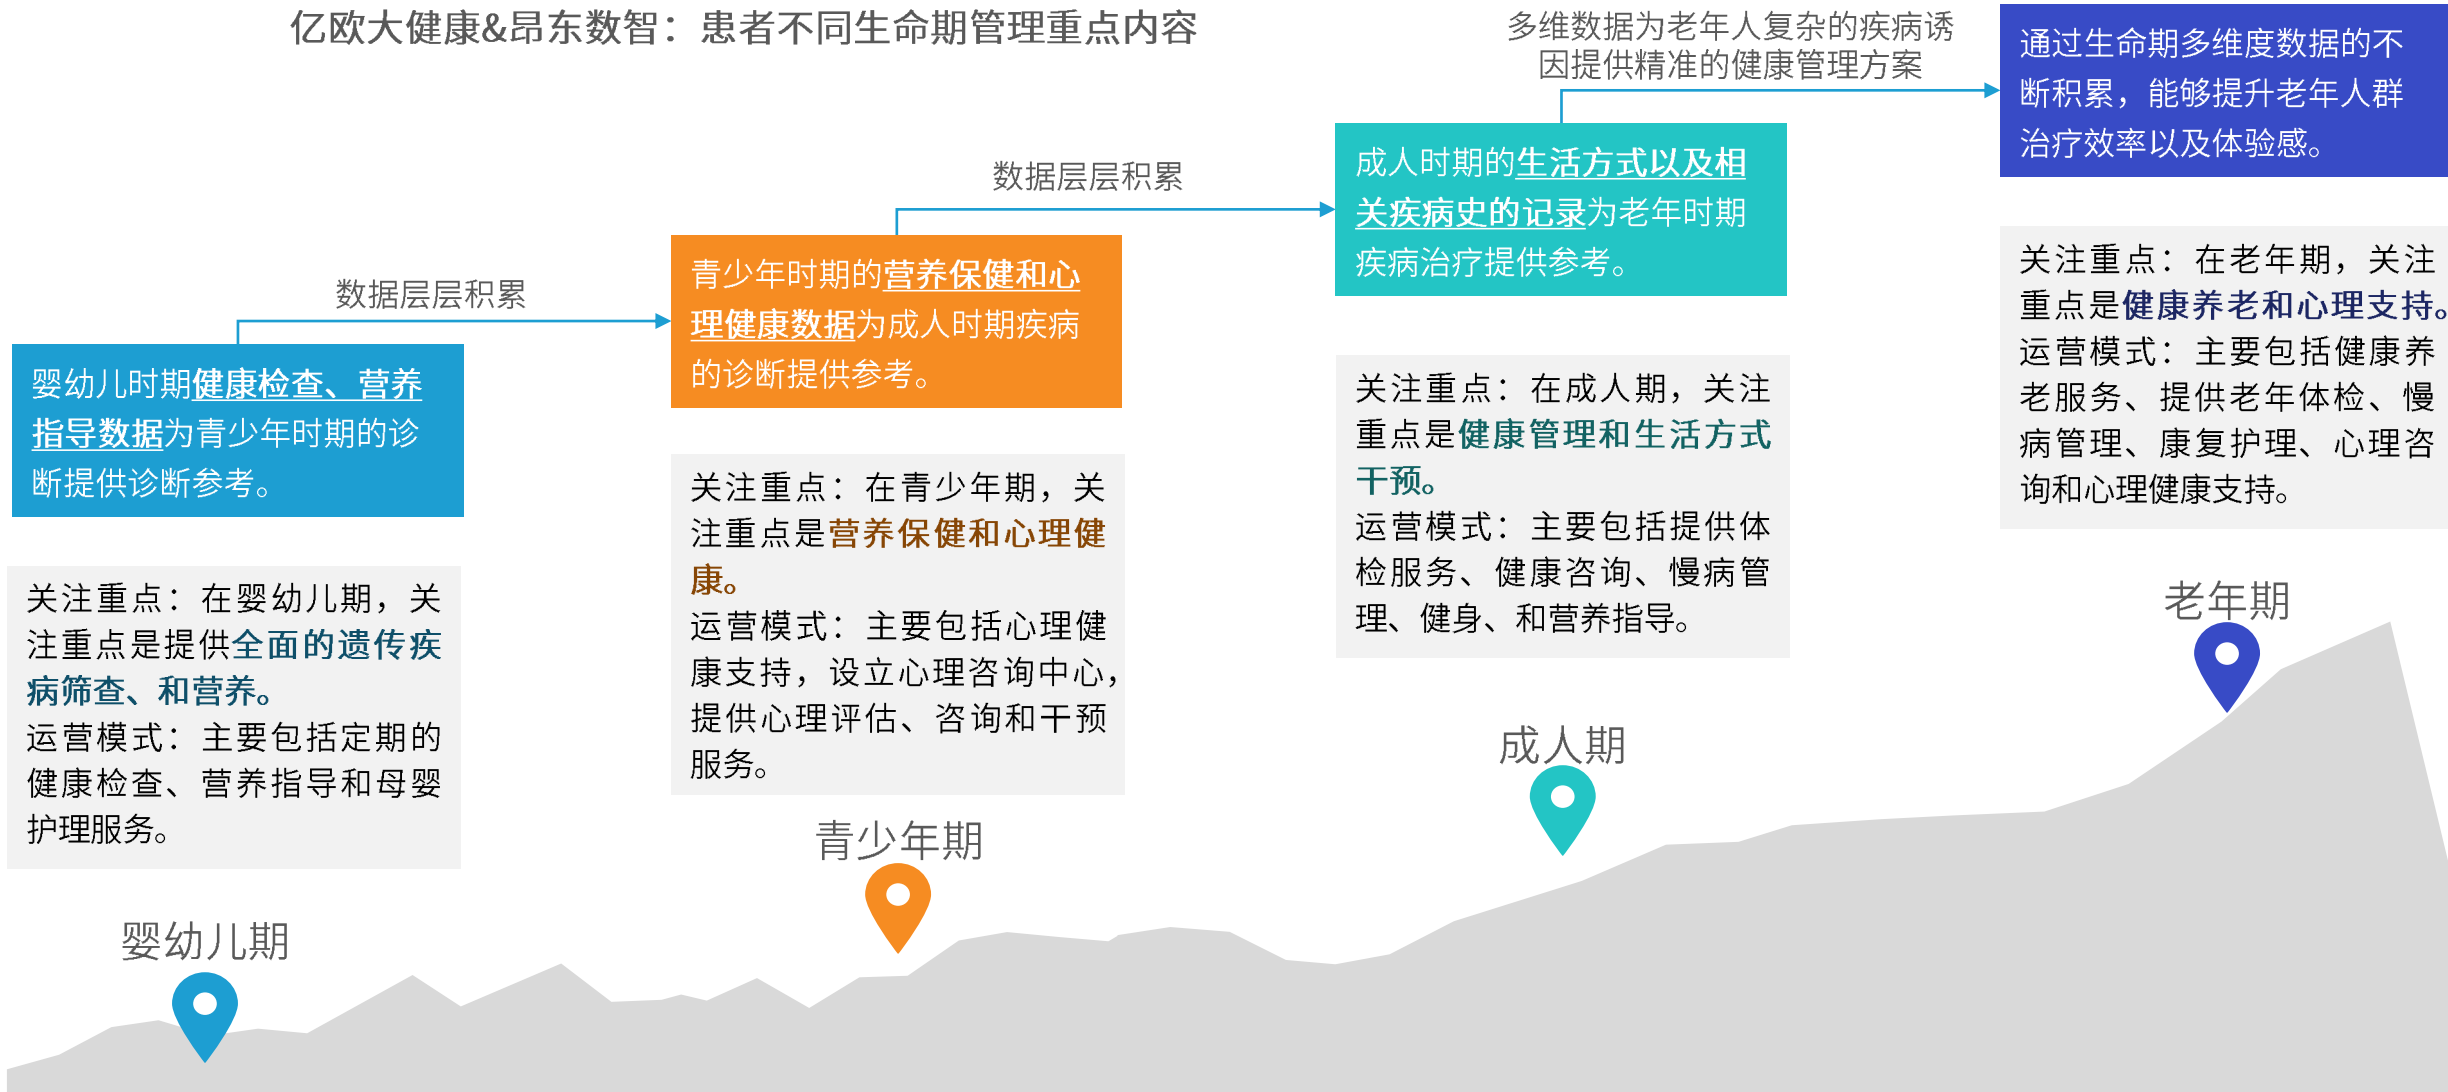 亿欧大健康&昂东数智：患者不同生命期管理重点内容
婴幼儿时期健康检查、营养
指导数据为青少年时期的诊
断提供诊断参考。
数据层层积累
关注重点：在婴幼儿期，关
注重点是提供全面的遗传疾
病筛查、和营养。
运营模式：主要包括定期的
健康检查、营养指导和母婴
护理服务。
婴幼儿期
青少年时期的营养保健和心
理健康数据为成人时期疾病
的诊断提供参考。
数据层层积累
关注重点：在青少年期，关
注重点是营养保健和心理健
康。
运营模式：主要包括心理健
康支持，设立心理咨询中心，
提供心理评估、咨询和干预
服务。
青少年期
成人时期的生活方式以及相
关疾病史的记录为老年时期
疾病治疗提供参考。
多维数据为老年人复杂的疾病诱
因提供精准的健康管理方案
关注重点：在成人期，关注
重点是健康管理和生活方式
干预。
运营模式：主要包括提供体
检服务、健康咨询、慢病管
理、健身、和营养指导。
成人期
通过生命期多维度数据的不
断积累，能够提升老年人群
治疗效率以及体验感。
关注重点：在老年期，关注
重点是健康养老和心理支持。
运营模式：主要包括健康养
老服务、提供老年体检、慢
病管理、康复护理、心理咨
询和心理健康支持。
老年期